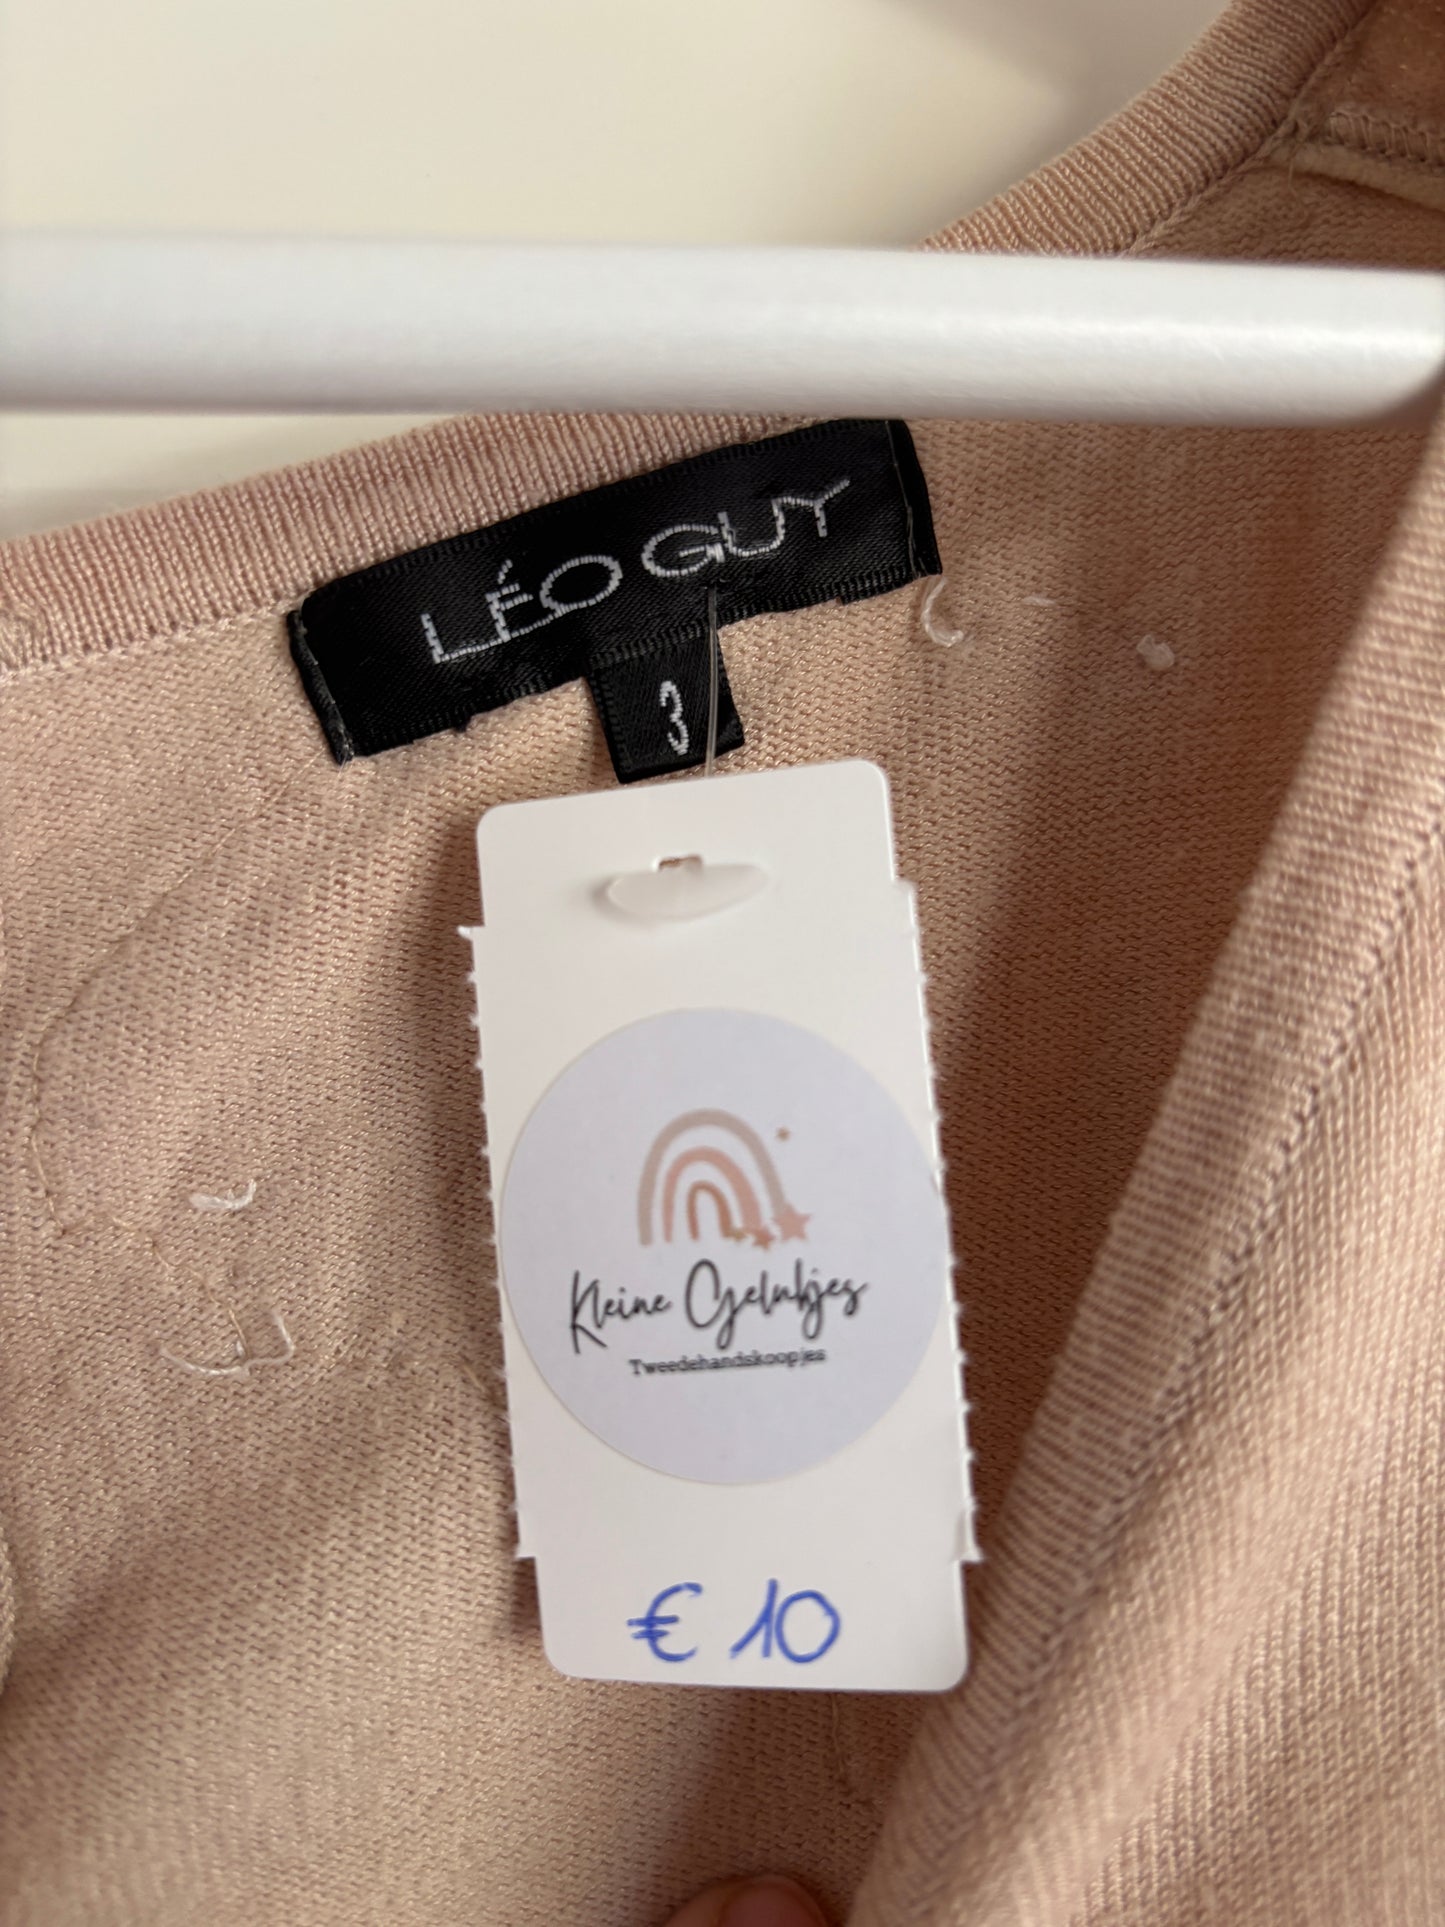 LÉO GUY
3
Kleine Gelukjes
Tweedehandskoopjes
€ 10